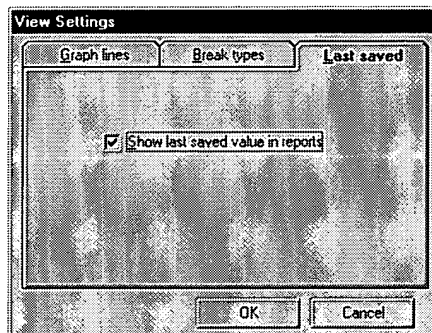 View Settings
Graph lines Break types Last saved
Show last saved value in reports
OK Cancel